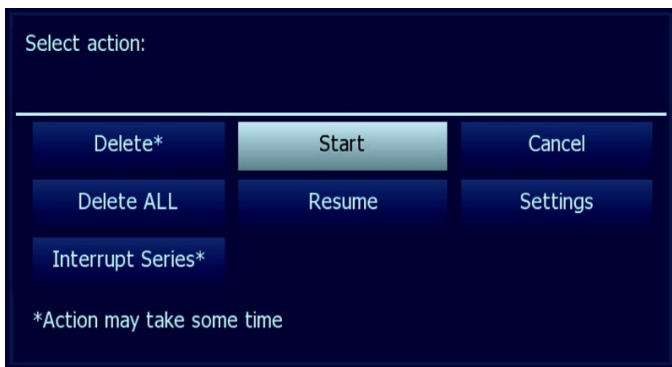 Select action:
Delete* Start Cancel
Delete ALL Resume Settings
Interrupt Series*
*Action may take some time